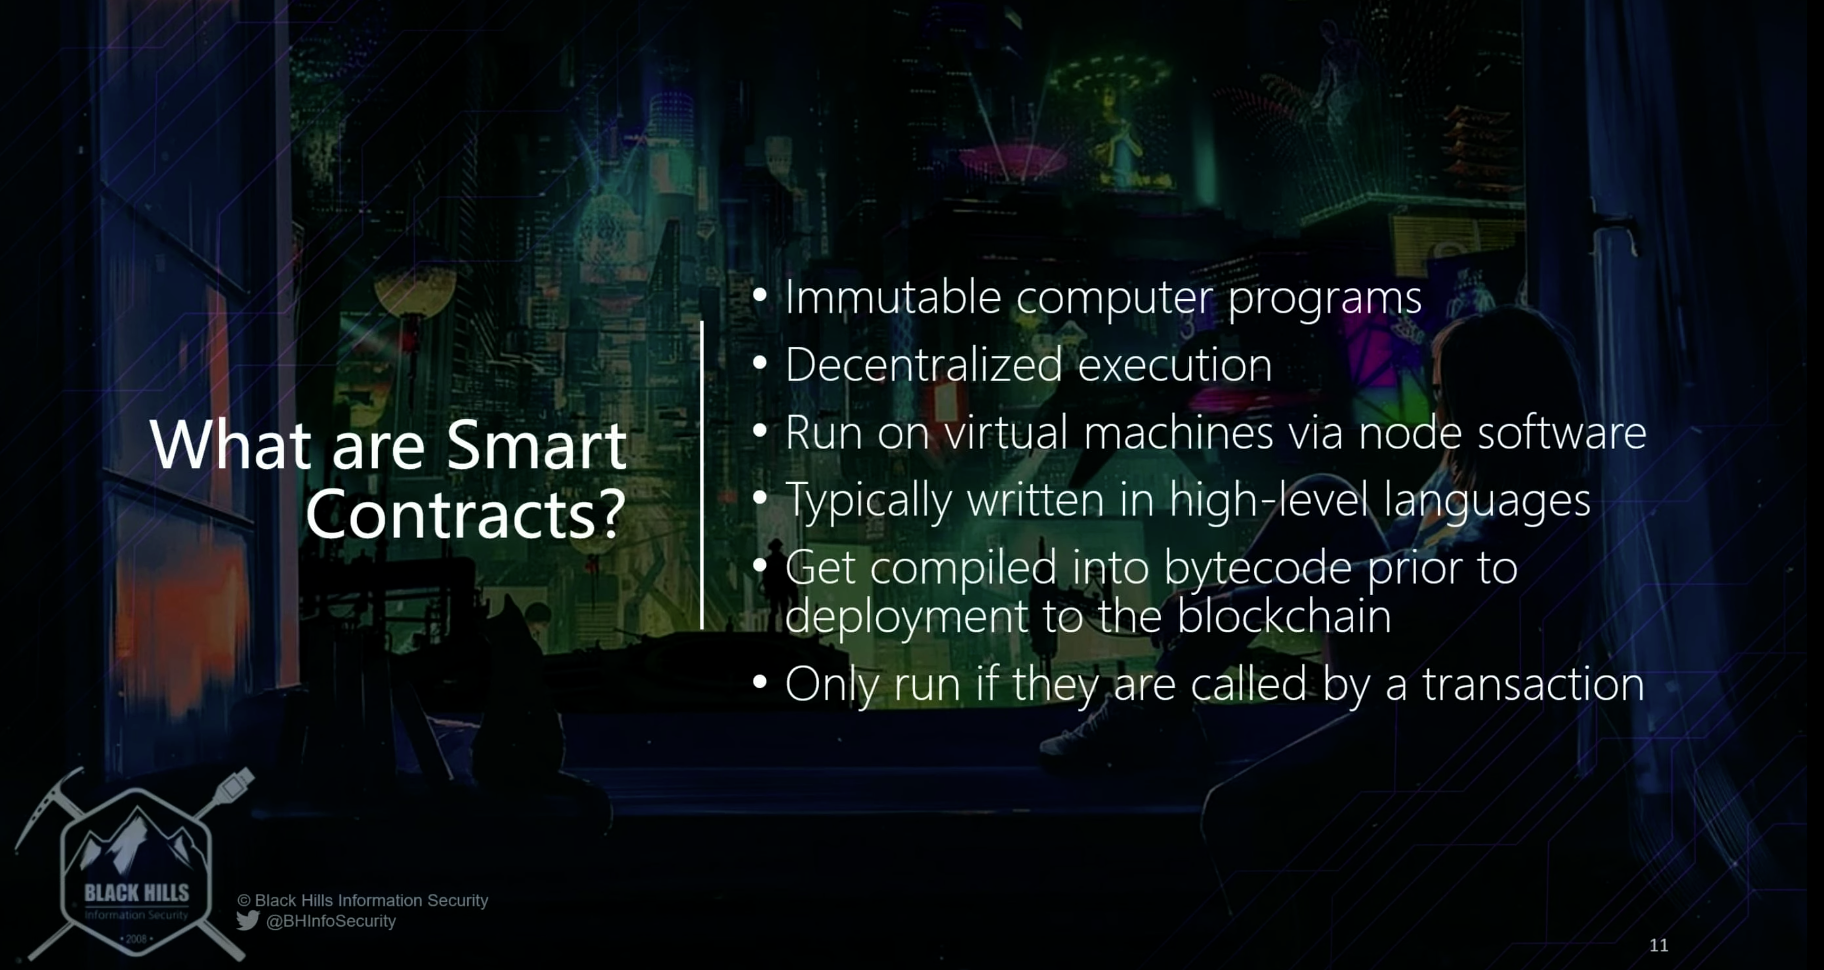 What are Smart
Contracts?
• Immutable computer programs
• Decentralized execution
• Run on virtual machines via node software
• Typically written in high-level languages
• Get compiled into bytecode prior to
deployment to the blockchain
• Only run if they are called by a transaction
BLACK HILLS
Information Security
• 2008 •
© Black Hills Information Security
@BHInfoSecurity
11